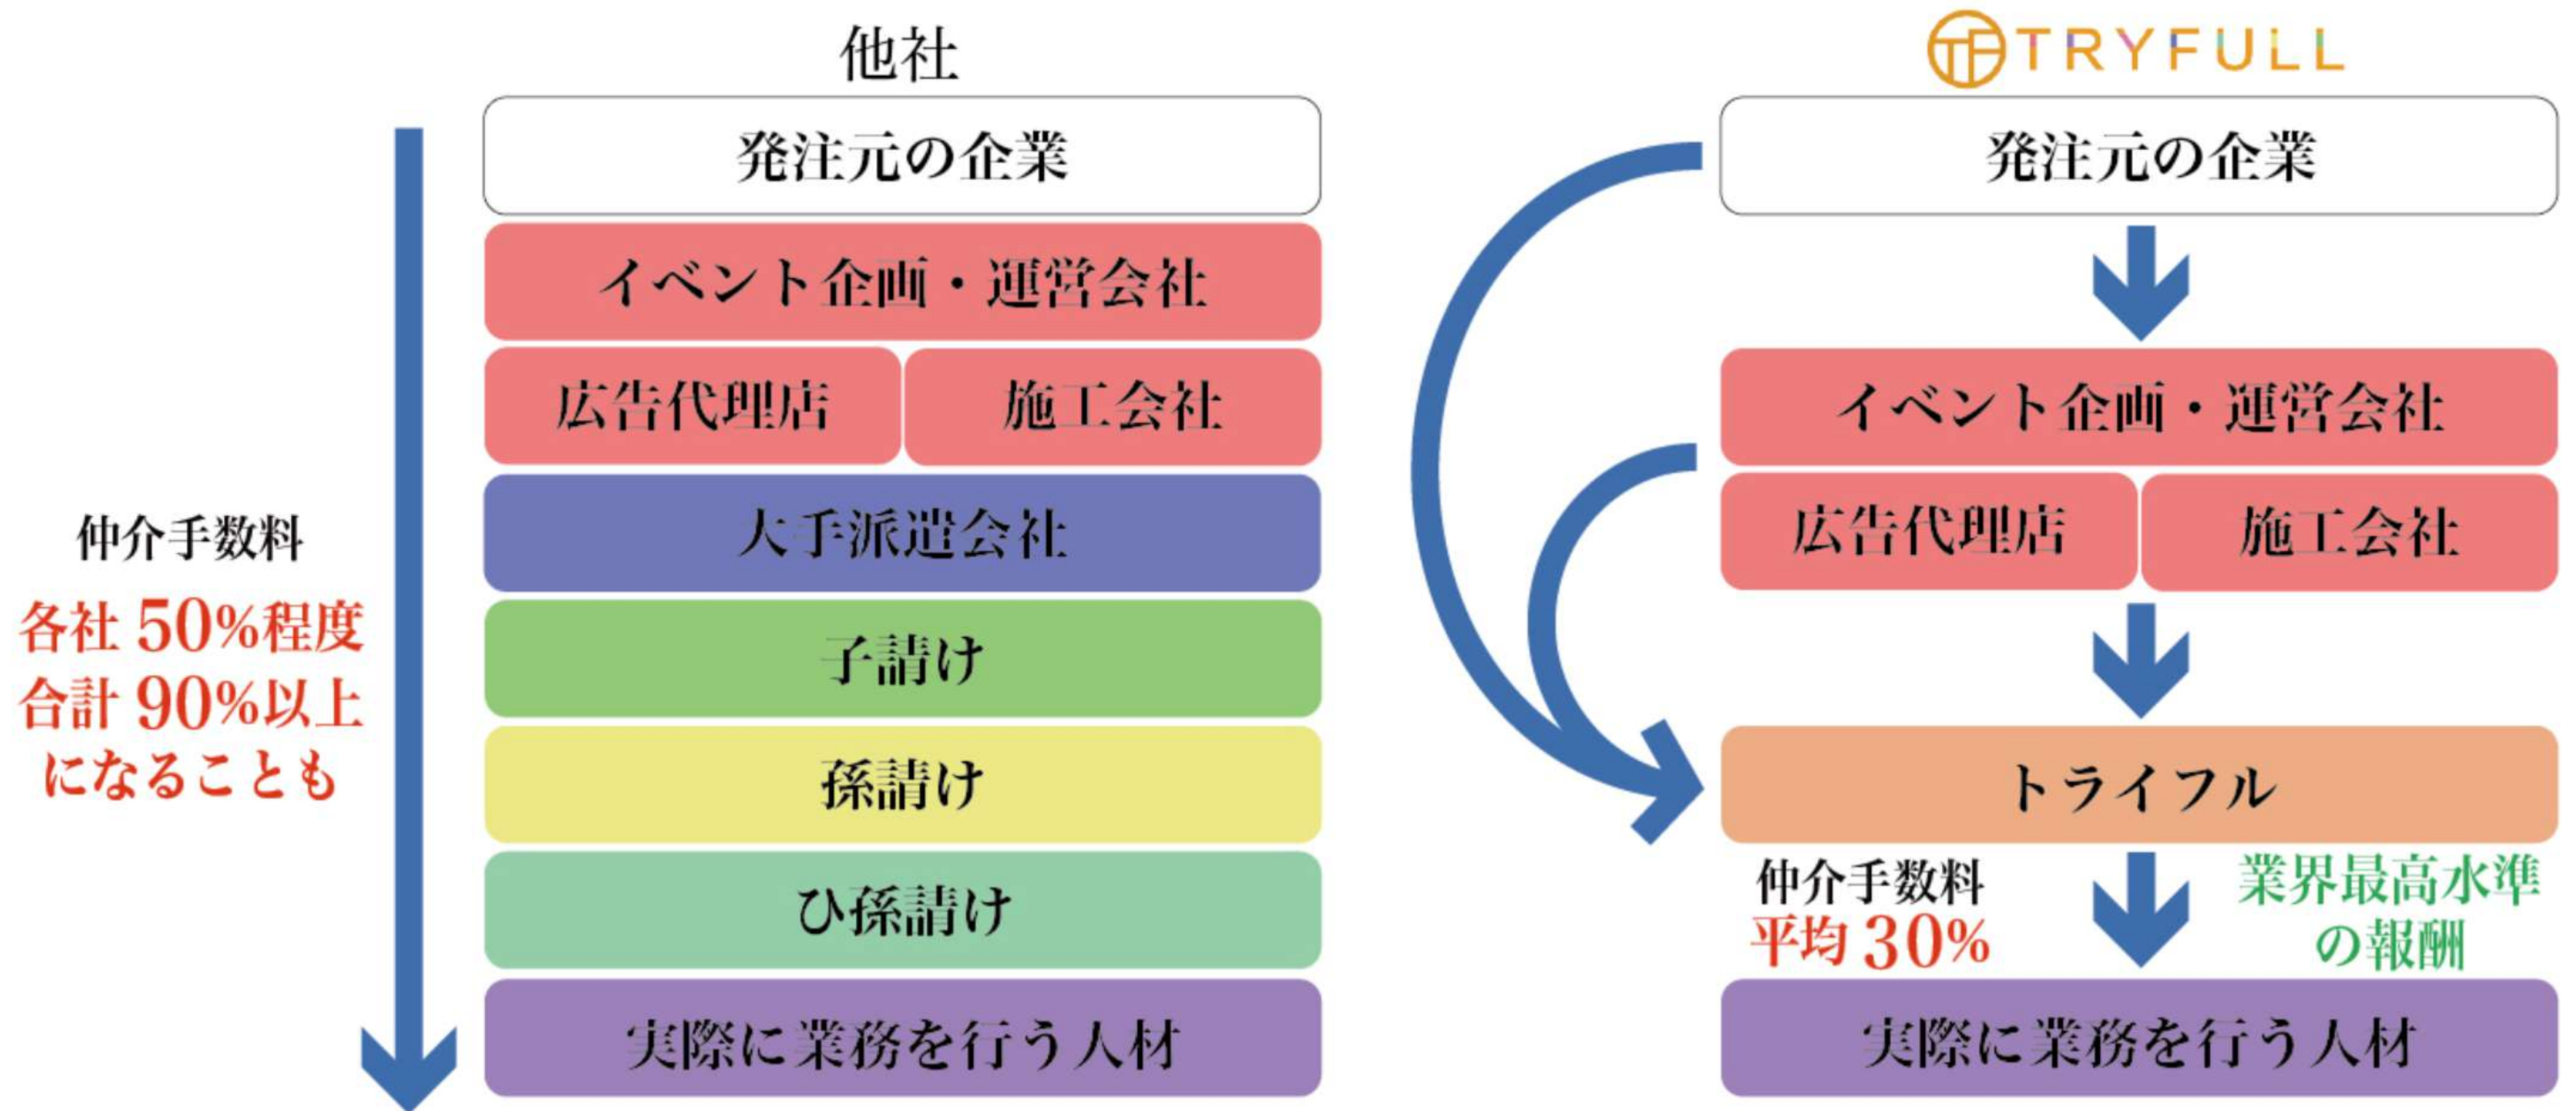 他社
発注元の企業
イベント企画・運営会社
広告代理店
施工会社
大手派遣会社
子請け
孫請け
ひ孫請け
実際に業務を行う人材
仲介手数料
各社 50%程度
合計 90%以上
になることも
TRYFULL
発注元の企業
イベント企画・運営会社
広告代理店
施工会社
トライフル
仲介手数料
平均 30%
業界最高水準
の報酬
実際に業務を行う人材